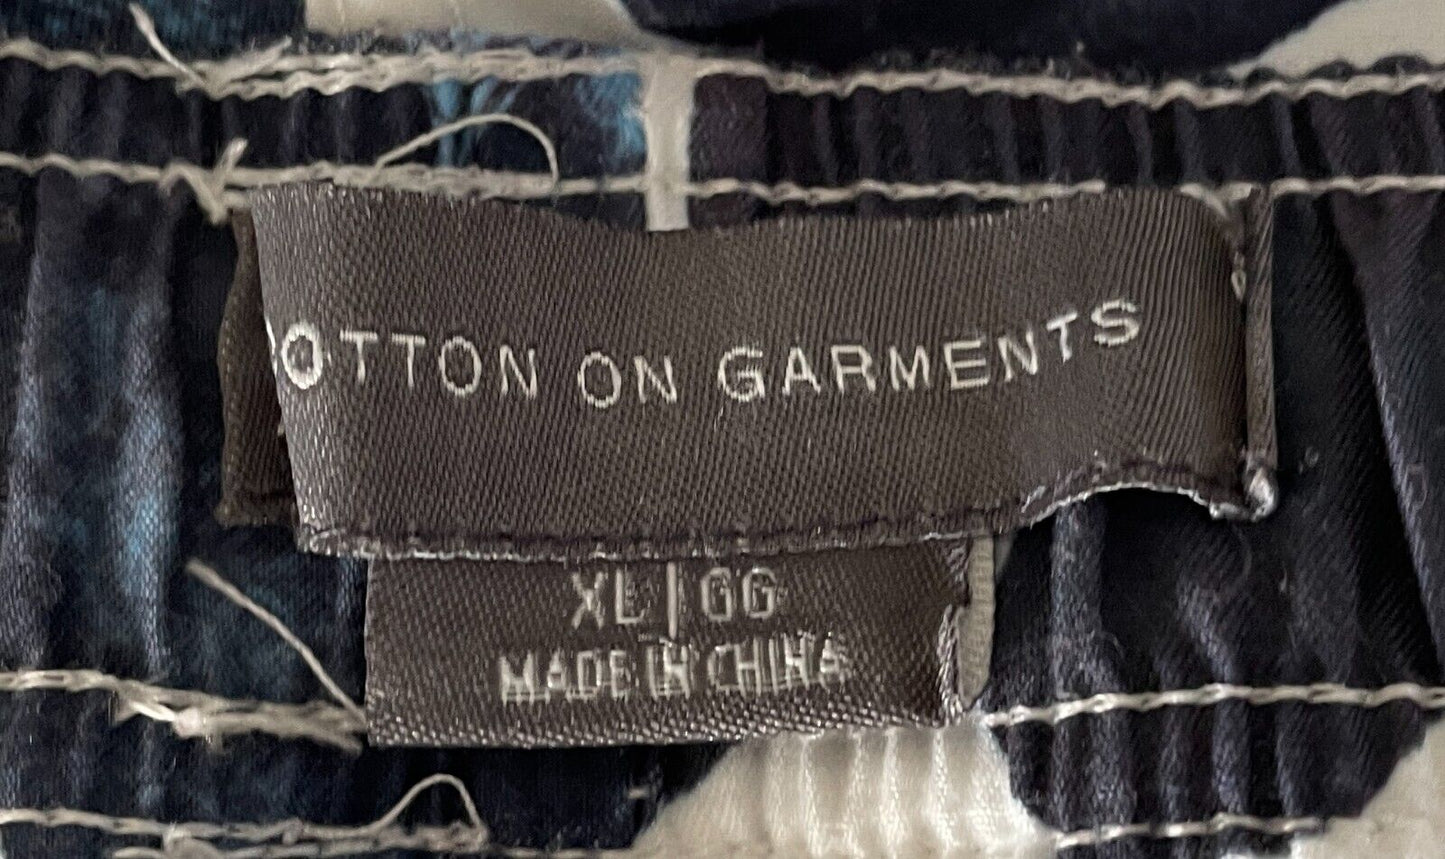 COTTON ON GARMENTS
XL | GG
MADE IN CHINA